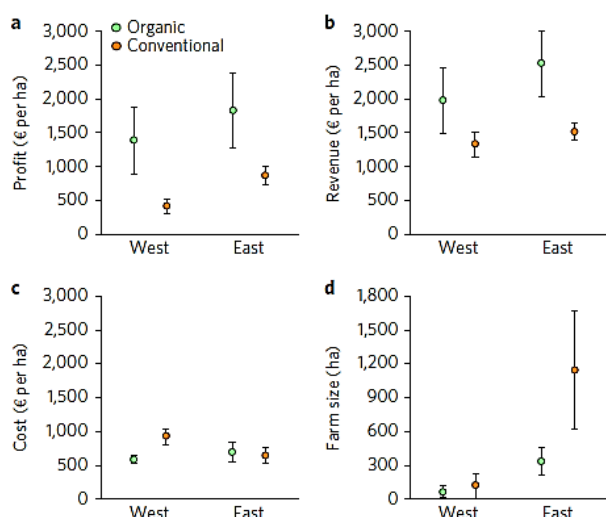 a
Organic
Conventional
Profit (€ per ha)
3,000
2,500
2,000
1,500
1,000
500
0
West East
b
Revenue (€ per ha)
3,000
2,500
2,000
1,500
1,000
500
0
West East
c
Cost (€ per ha)
3,000
2,500
2,000
1,500
1,000
500
0
West East
d
Farm size (ha)
1,800
1,500
1,200
900
600
300
0
West East